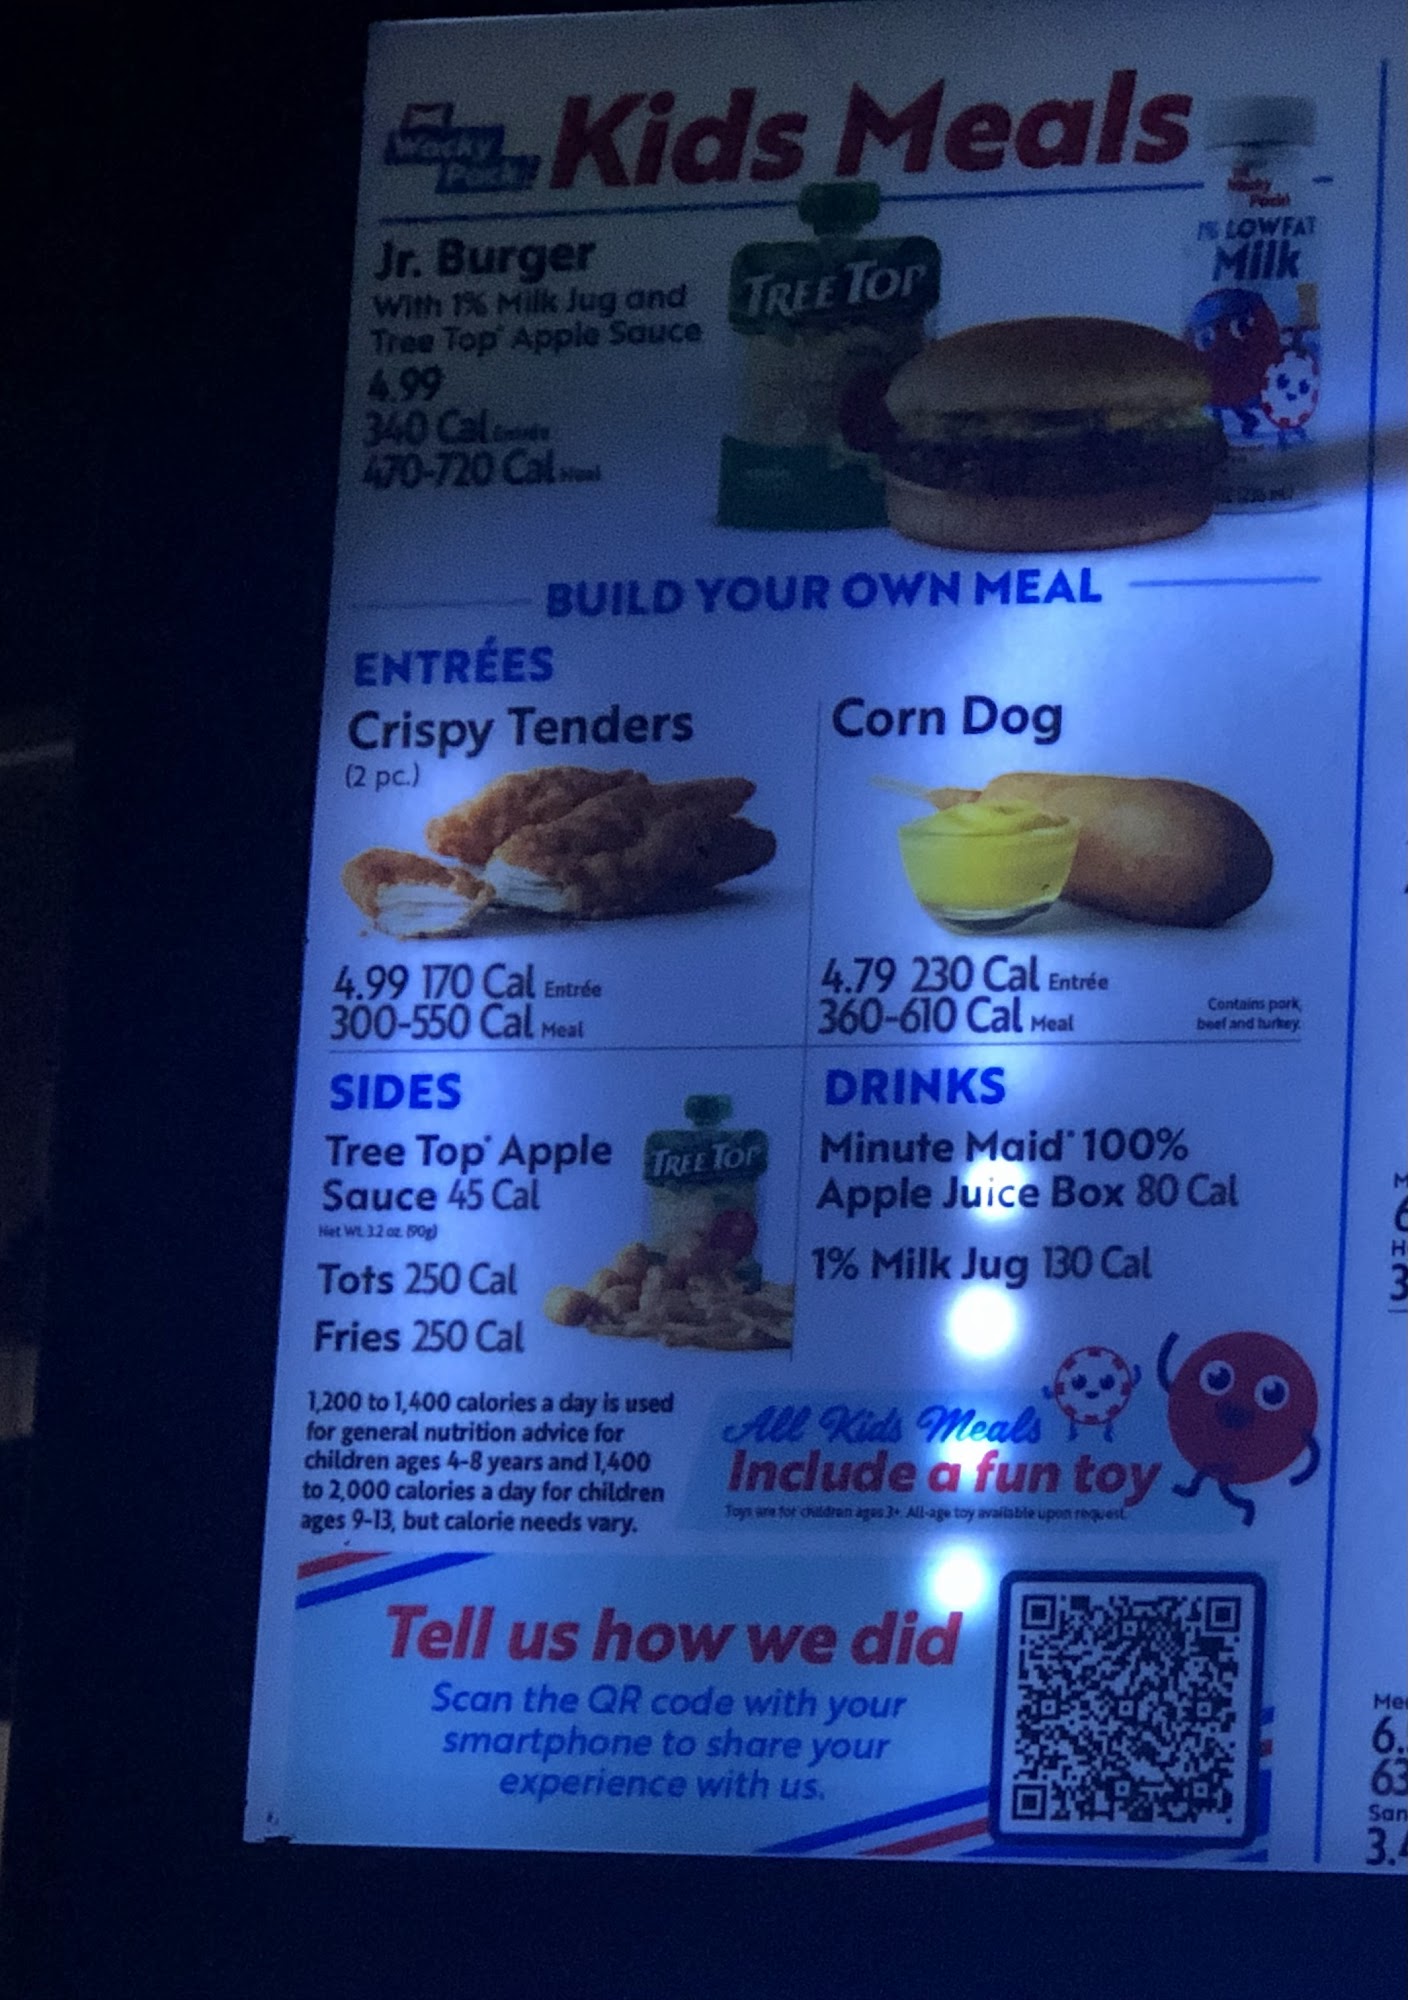 Wacky Pack!
Kids Meals
Jr. Burger
With 1% Milk Jug and
Tree Top® Apple Sauce
4.99
340 Cal Entrée
470-720 Cal Meal
TREE TOP
Wacky
Pack!
1% LOWFAT
Milk
BUILD YOUR OWN MEAL
ENTRÉES
Crispy Tenders
(2 pc.)
4.99 170 Cal Entrée
300-550 Cal Meal
Corn Dog
4.79 230 Cal Entrée
360-610 Cal Meal
Contains pork,
beef and turkey.
SIDES
Tree Top® Apple
Sauce 45 Cal
Net Wt. 3.2 oz. (90g)
Tots 250 Cal
Fries 250 Cal
TREE TOP
DRINKS
Minute Maid® 100%
Apple Juice Box 80 Cal
1% Milk Jug 130 Cal
1,200 to 1,400 calories a day is used
for general nutrition advice for
children ages 4-8 years and 1,400
to 2,000 calories a day for children
ages 9-13, but calorie needs vary.
All Kids Meals
Include a fun toy
Toys are for children ages 3+. All-age toy available upon request.
Tell us how we did
Scan the QR code with your
smartphone to share your
experience with us.
6.
63
San
3.4